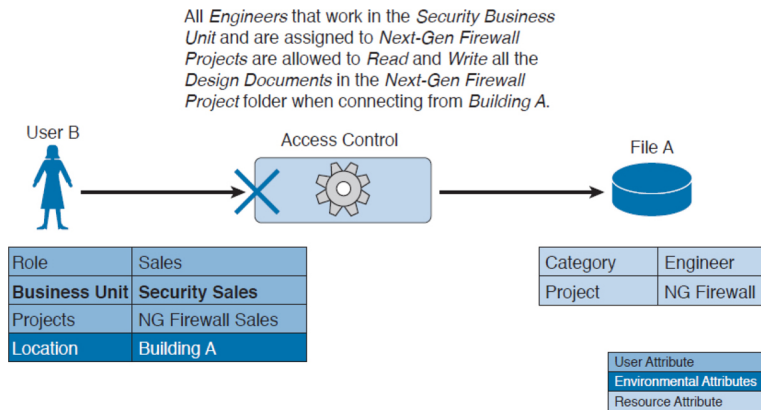 All Engineers that work in the Security Business
Unit and are assigned to Next-Gen Firewall
Projects are allowed to Read and Write all the
Design Documents in the Next-Gen Firewall
Project folder when connecting from Building A.
User B
Access Control
File A
Role Sales
Business Unit Security Sales
Projects NG Firewall Sales
Location Building A
Category Engineer
Project NG Firewall
User Attribute
Environmental Attributes
Resource Attribute